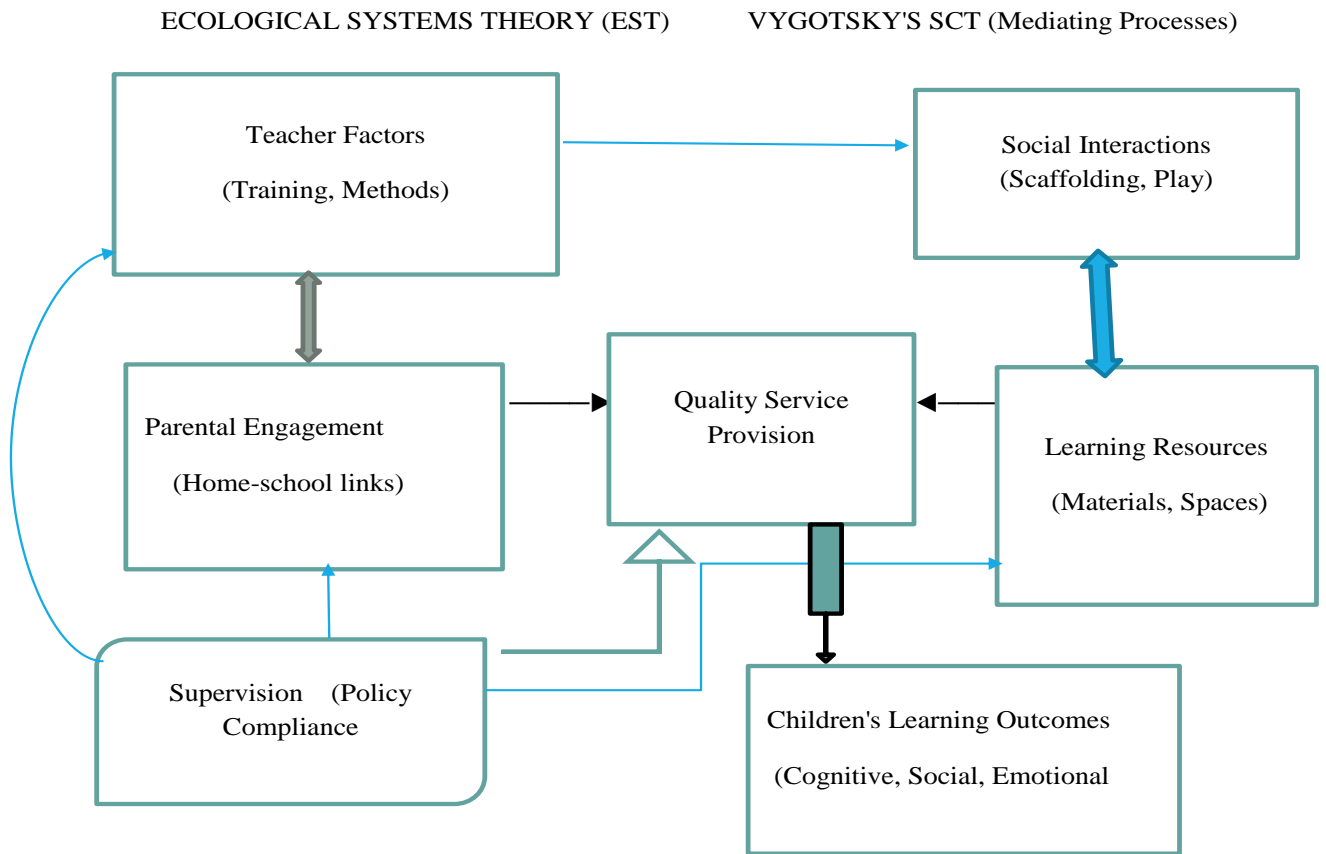 ECOLOGICAL SYSTEMS THEORY (EST)
VYGOTSKY'S SCT (Mediating Processes)
Teacher Factors
(Training, Methods)
Social Interactions
(Scaffolding, Play)
Parental Engagement
(Home-school links)
Quality Service
Provision
Learning Resources
(Materials, Spaces)
Supervision (Policy
Compliance
Children's Learning Outcomes
(Cognitive, Social, Emotional